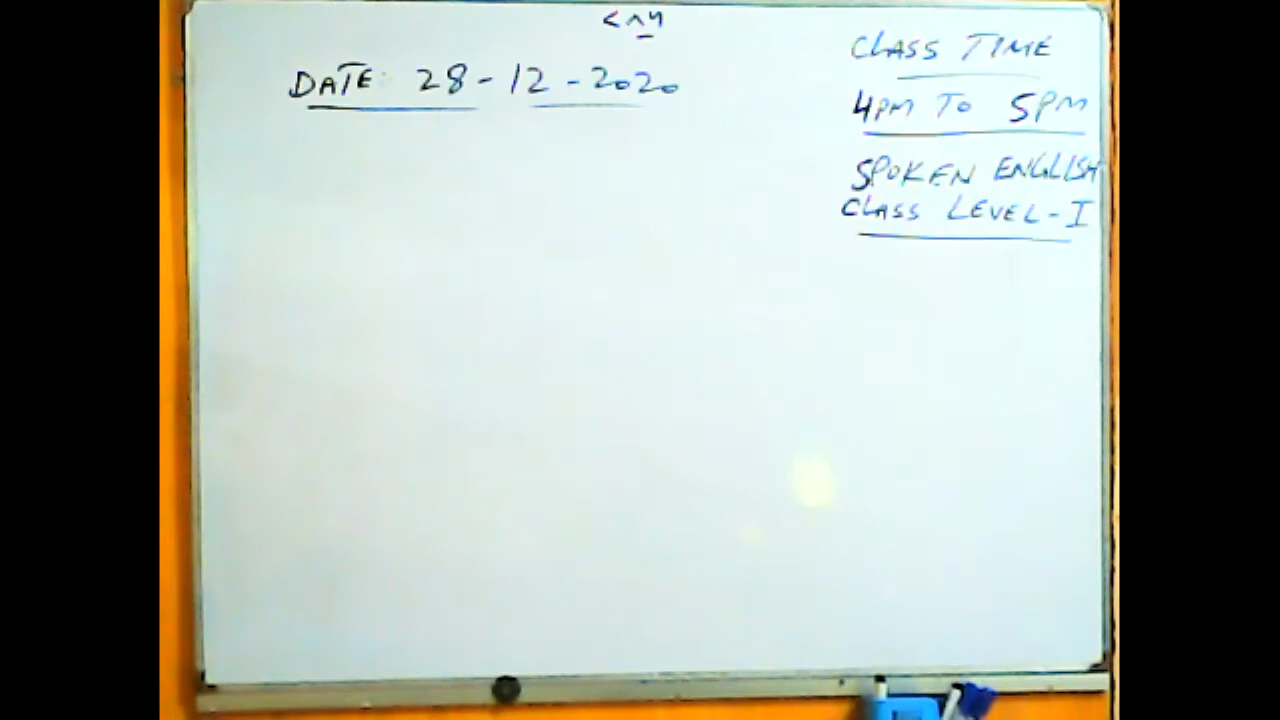 DATE: 28-12-2020
CLASS TIME
4PM TO 5PM
SPOKEN ENGLISH
CLASS LEVEL-I